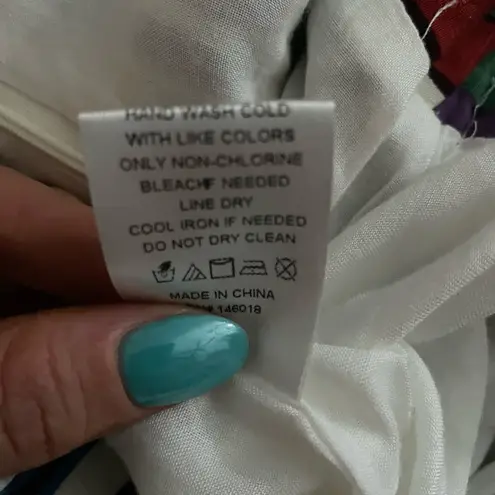 HAND WASH COLD
WITH LIKE COLORS
ONLY NON-CHLORINE
BLEACHF NEEDED
LINE DRY
COOL IRON IF NEEDED
DO NOT DRY CLEAN
MADE IN CHINA
146018